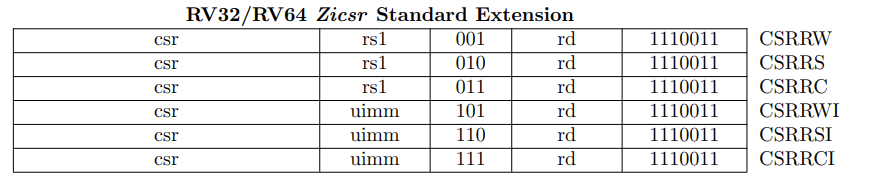 RV32/RV64 Zicsr Standard Extension
csr rs1 001 rd 1110011 CSRRW
csr rs1 010 rd 1110011 CSRRS
csr rs1 011 rd 1110011 CSRRC
csr uimm 101 rd 1110011 CSRRWI
csr uimm 110 rd 1110011 CSRRSI
csr uimm 111 rd 1110011 CSRRCI